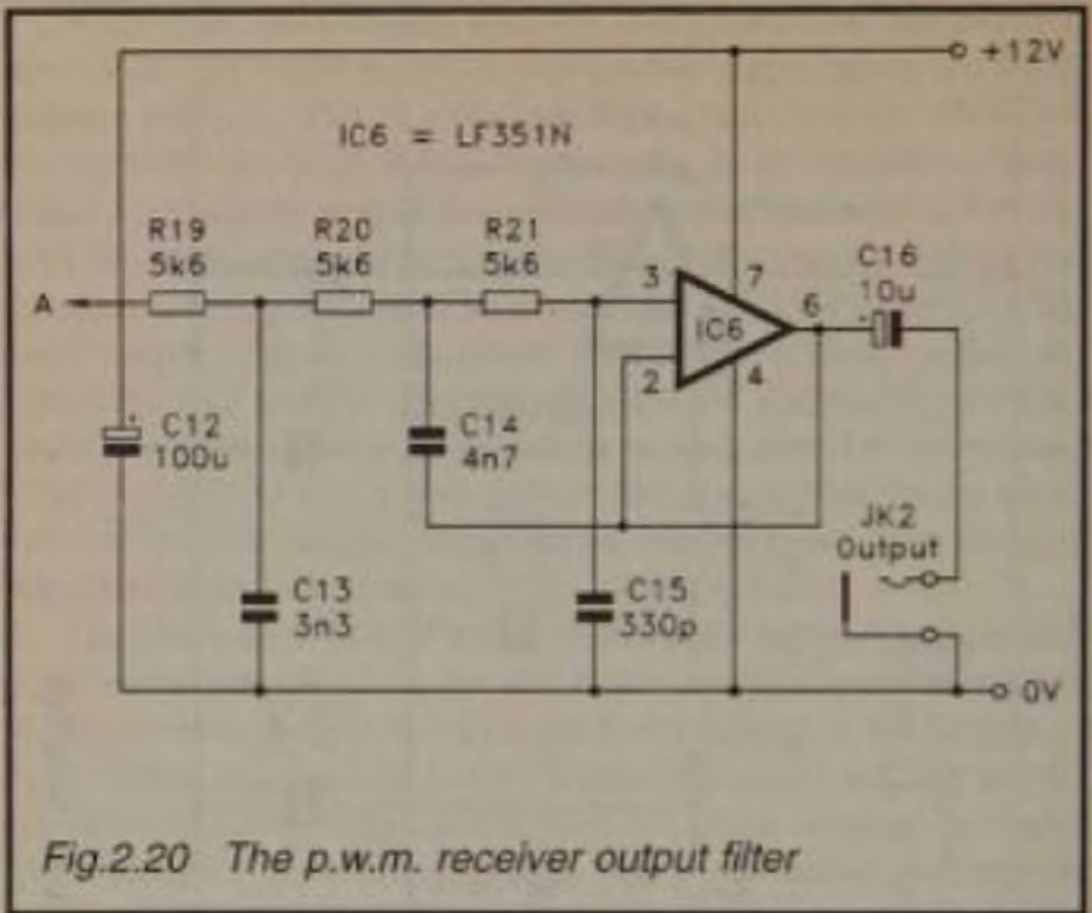 +12V
IC6 = LF351N
R19
5k6
R20
5k6
R21
5k6
C16
10u
A
3
7
6
IC6
2
4
+
C12
100u
C14
4n7
JK2
Output
C13
3n3
C15
330p
0V
Fig.2.20 The p.w.m. receiver output filter